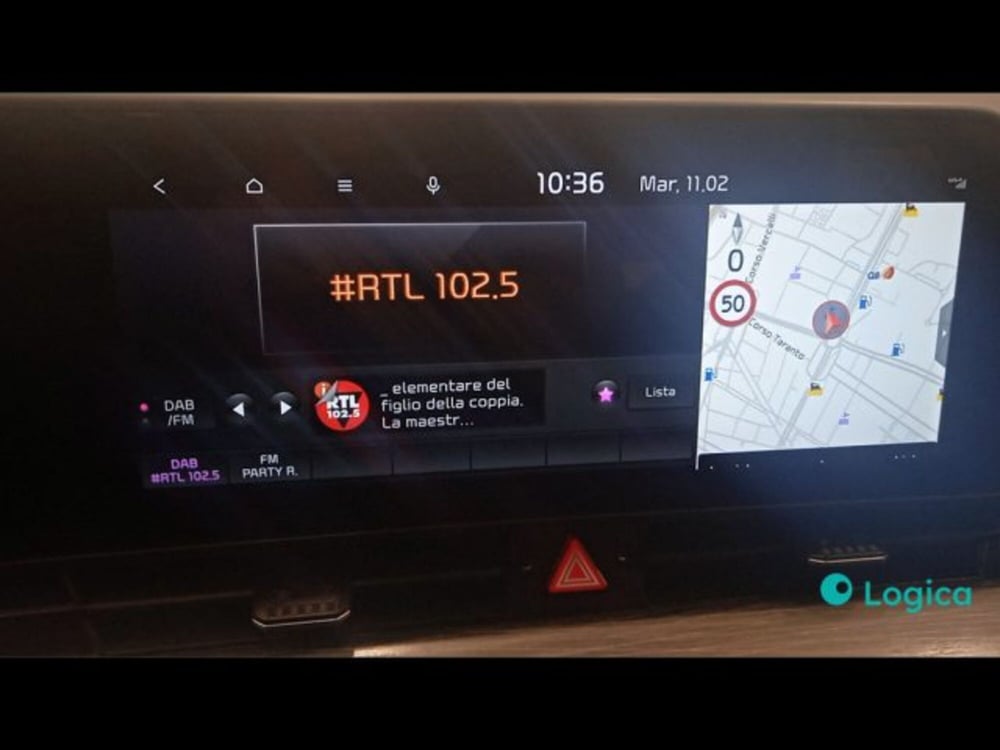 10:36
Mar, 11.02
#RTL 102.5
0
50
Corso Vercelli
Corso Taranto
Q8
DAB
/FM
i
RTL
102.5
_ elementare del
figlio della coppia.
La maestr...
Lista
DAB
#RTL 102.5
FM
PARTY R.
Logica